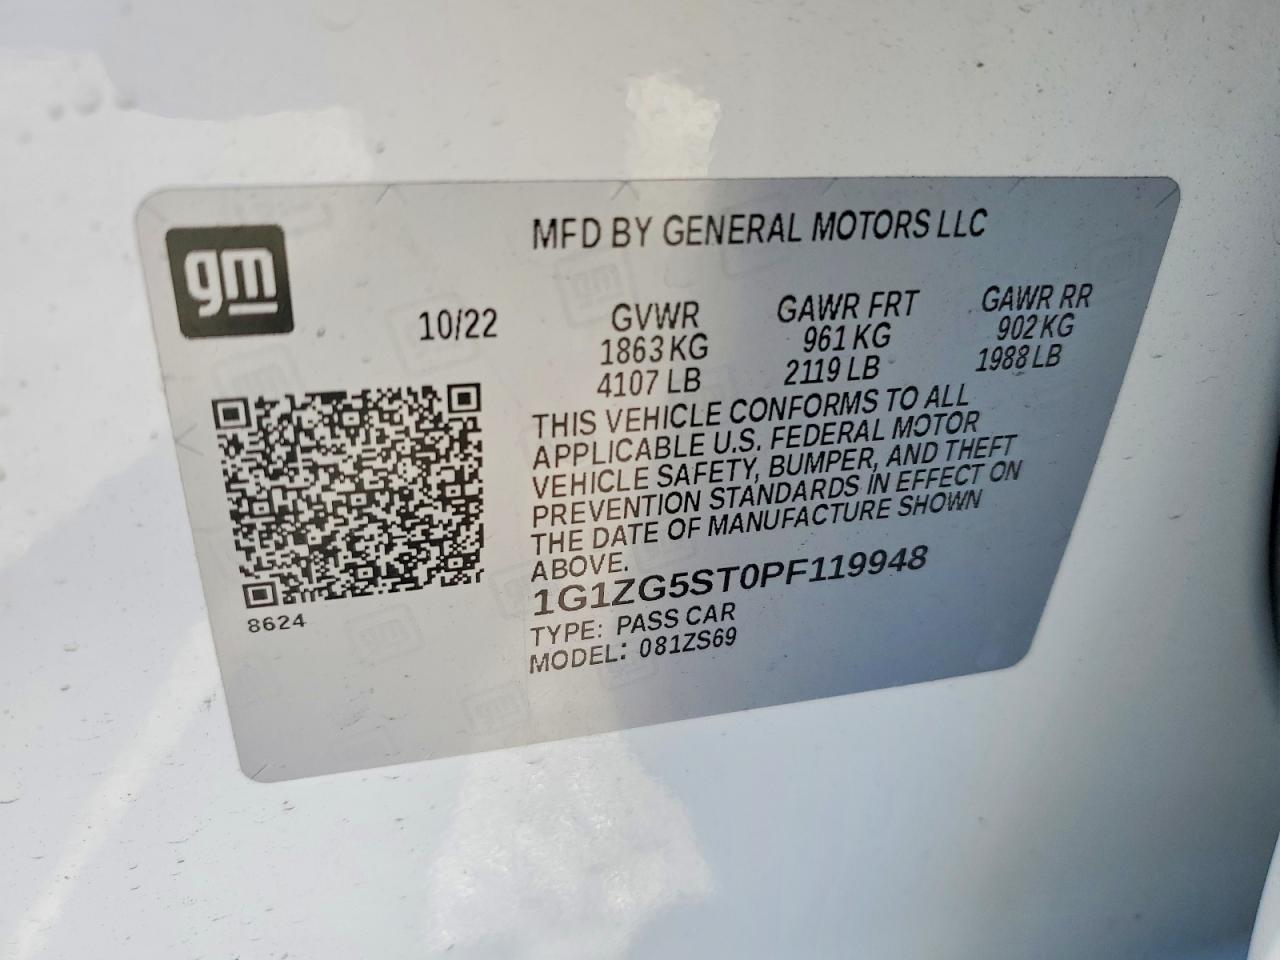 gm
MFD BY GENERAL MOTORS LLC
10/22
GVWR GAWR FRT GAWR RR
1863 KG 961 KG 902 KG
4107 LB 2119 LB 1988 LB
THIS VEHICLE CONFORMS TO ALL
APPLICABLE U.S. FEDERAL MOTOR
VEHICLE SAFETY, BUMPER, AND THEFT
PREVENTION STANDARDS IN EFFECT ON
THE DATE OF MANUFACTURE SHOWN
ABOVE.
1G1ZG5ST0PF119948
TYPE: PASS CAR
MODEL: 081ZS69
8624